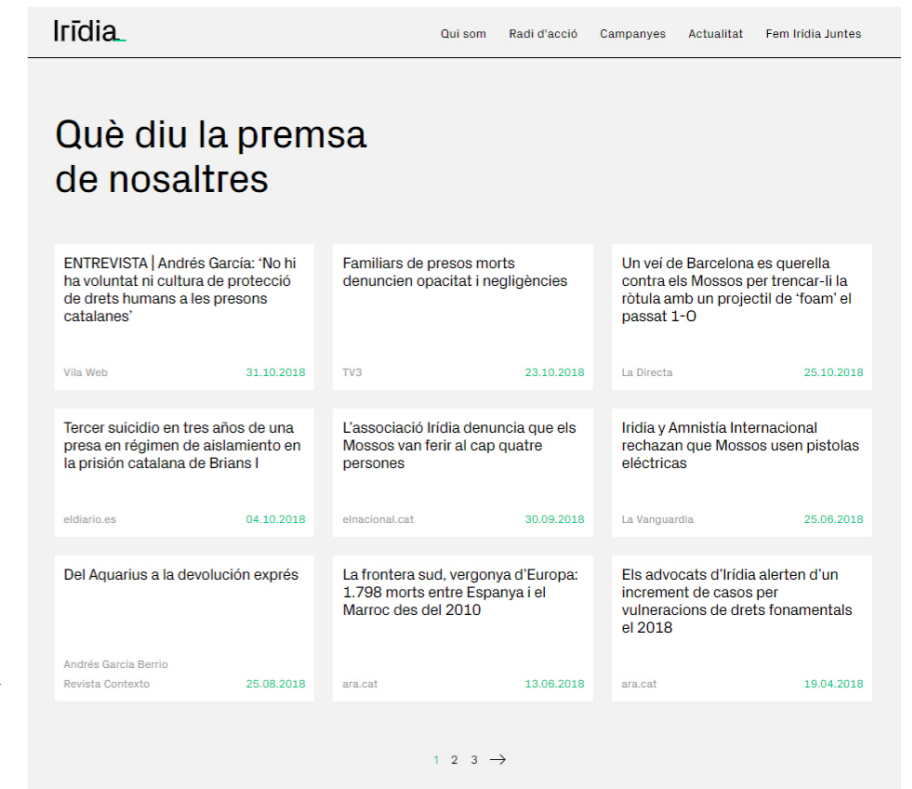 Irīdia_
Qui som Radi d'acció Campanyes Actualitat Fem Irídia Juntes
Què diu la premsa
de nosaltres
ENTREVISTA | Andrés García: ‘No hi
ha voluntat ni cultura de protecció
de drets humans a les presons
catalanes’
Vila Web 31.10.2018
Familiars de presos morts
denuncien opacitat i negligències
TV3 23.10.2018
Un veí de Barcelona es querella
contra els Mossos per trencar-li la
ròtula amb un projectil de ‘foam’ el
passat 1-O
La Directa 25.10.2018
Tercer suicidio en tres años de una
presa en régimen de aislamiento en
la prisión catalana de Brians I
eldiario.es 04.10.2018
L’associació Irídia denuncia que els
Mossos van ferir al cap quatre
persones
elnacional.cat 30.09.2018
Iridia y Amnistía Internacional
rechazan que Mossos usen pistolas
eléctricas
La Vanguardia 25.06.2018
Del Aquarius a la devolución exprés
Andrés García Berrio
Revista Contexto 25.08.2018
La frontera sud, vergonya d’Europa:
1.798 morts entre Espanya i el
Marroc des del 2010
ara.cat 13.06.2018
Els advocats d’Irídia alerten d’un
increment de casos per
vulneracions de drets fonamentals
el 2018
ara.cat 19.04.2018
1 2 3 →